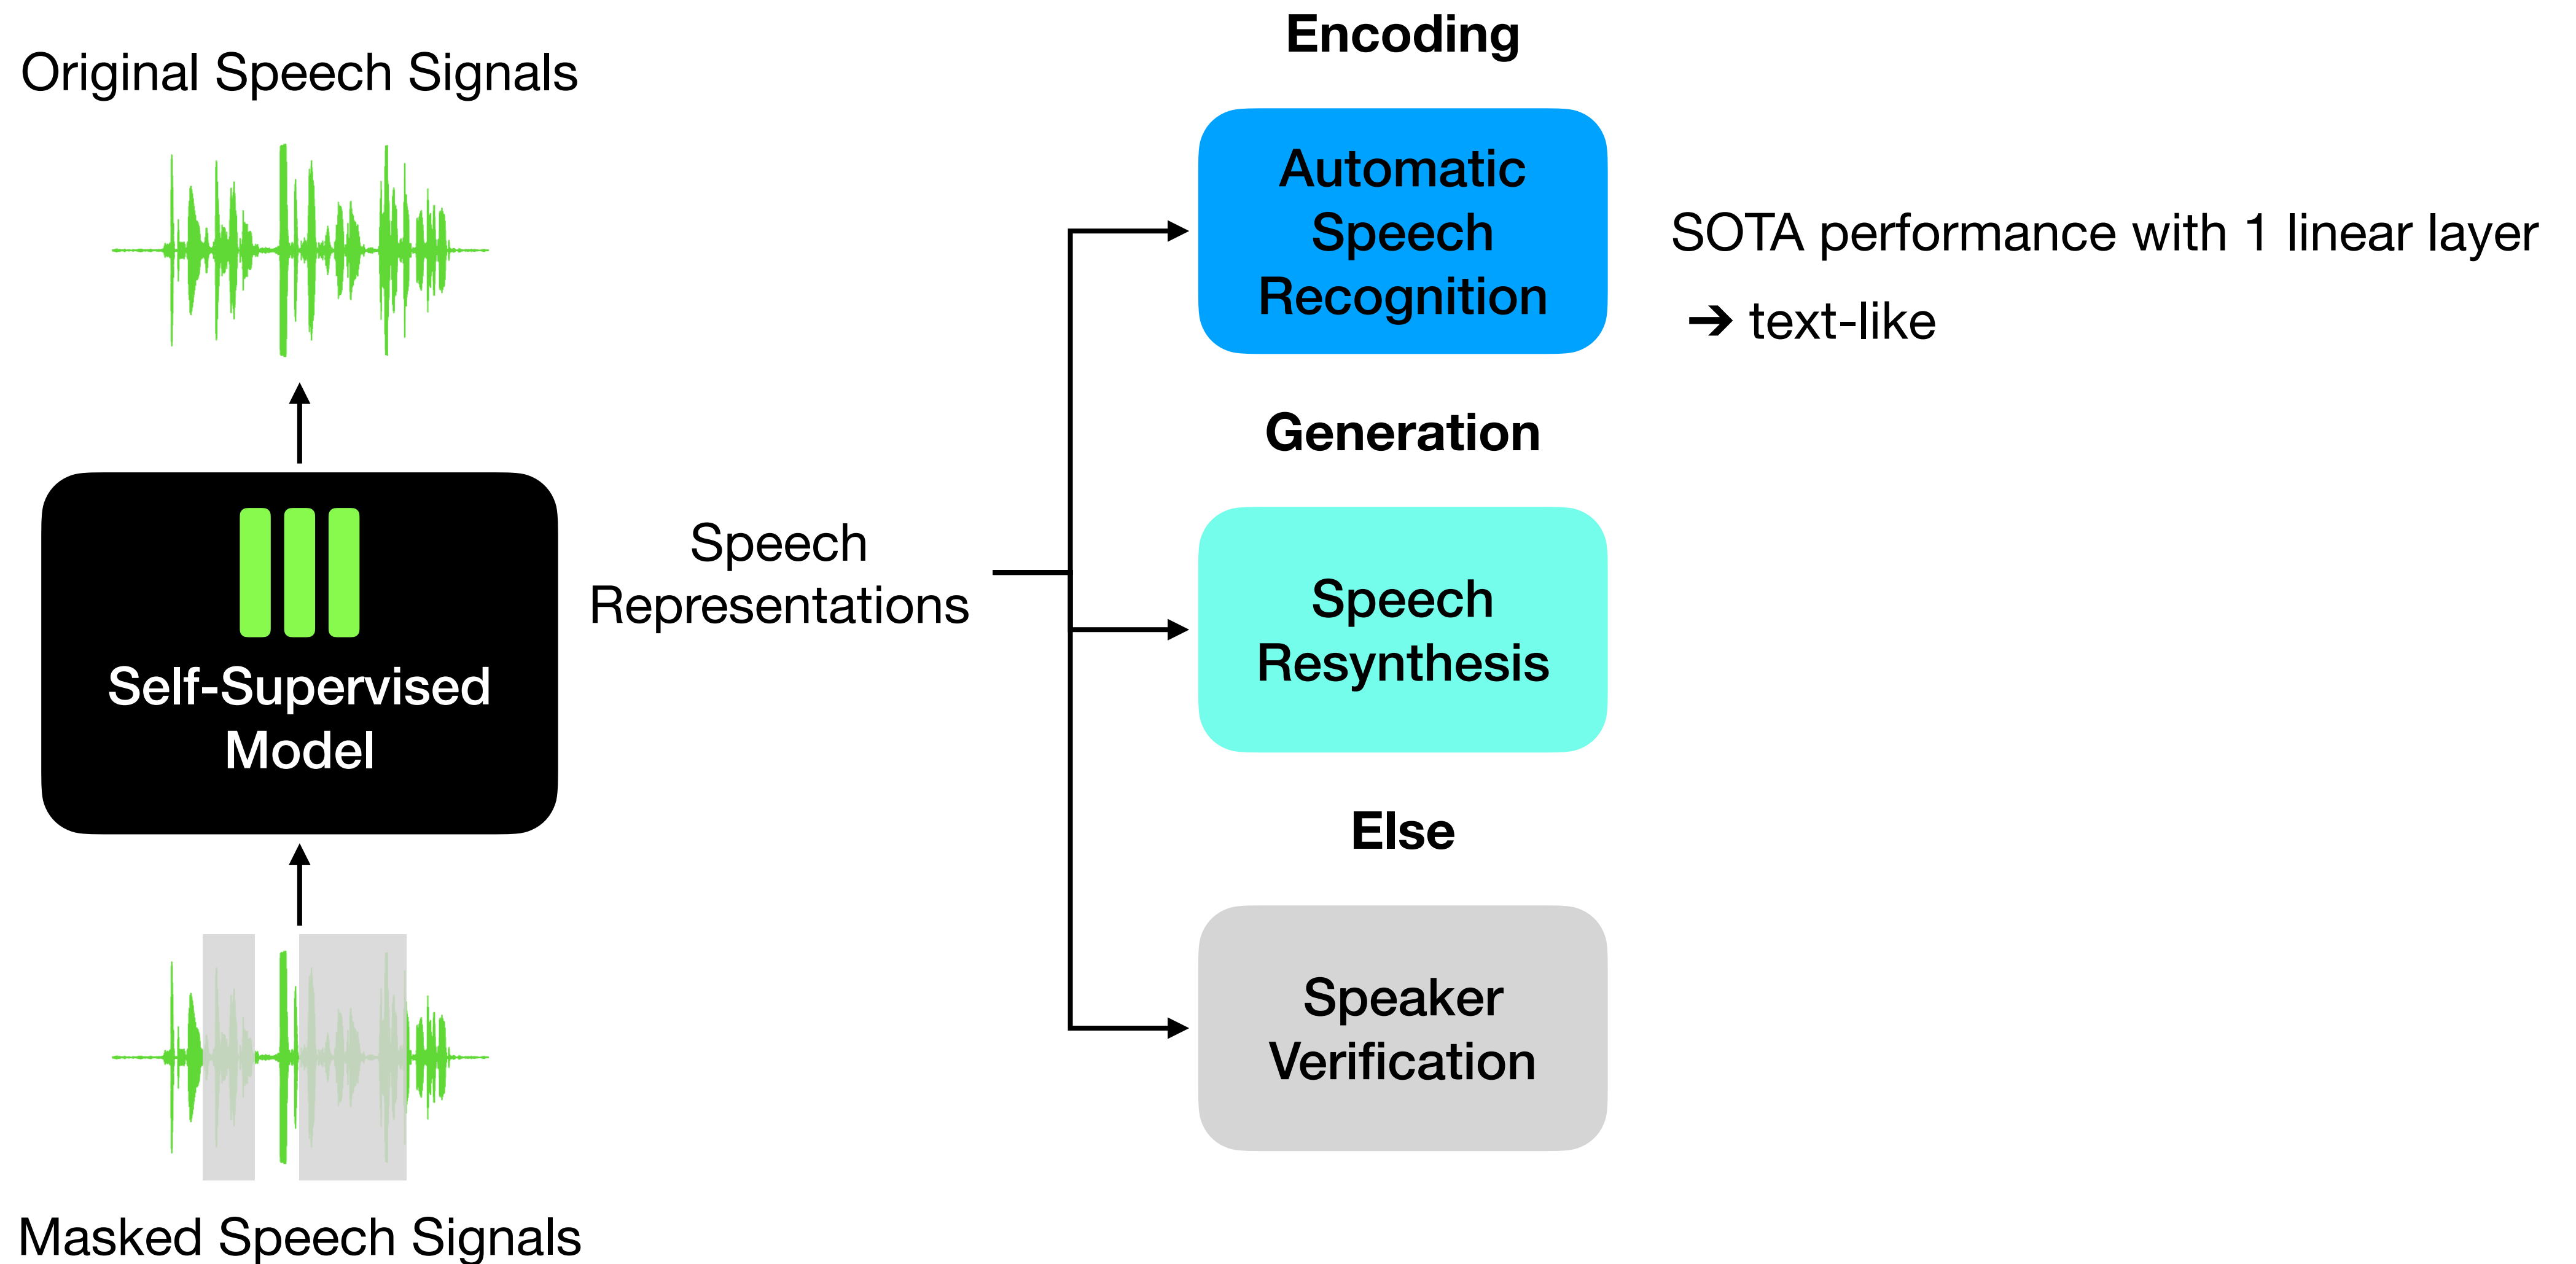 Original Speech Signals
Self-Supervised
Model
Masked Speech Signals
Speech
Representations
Encoding
Automatic
Speech
Recognition
SOTA performance with 1 linear layer
➔ text-like
Generation
Speech
Resynthesis
Else
Speaker
Verification